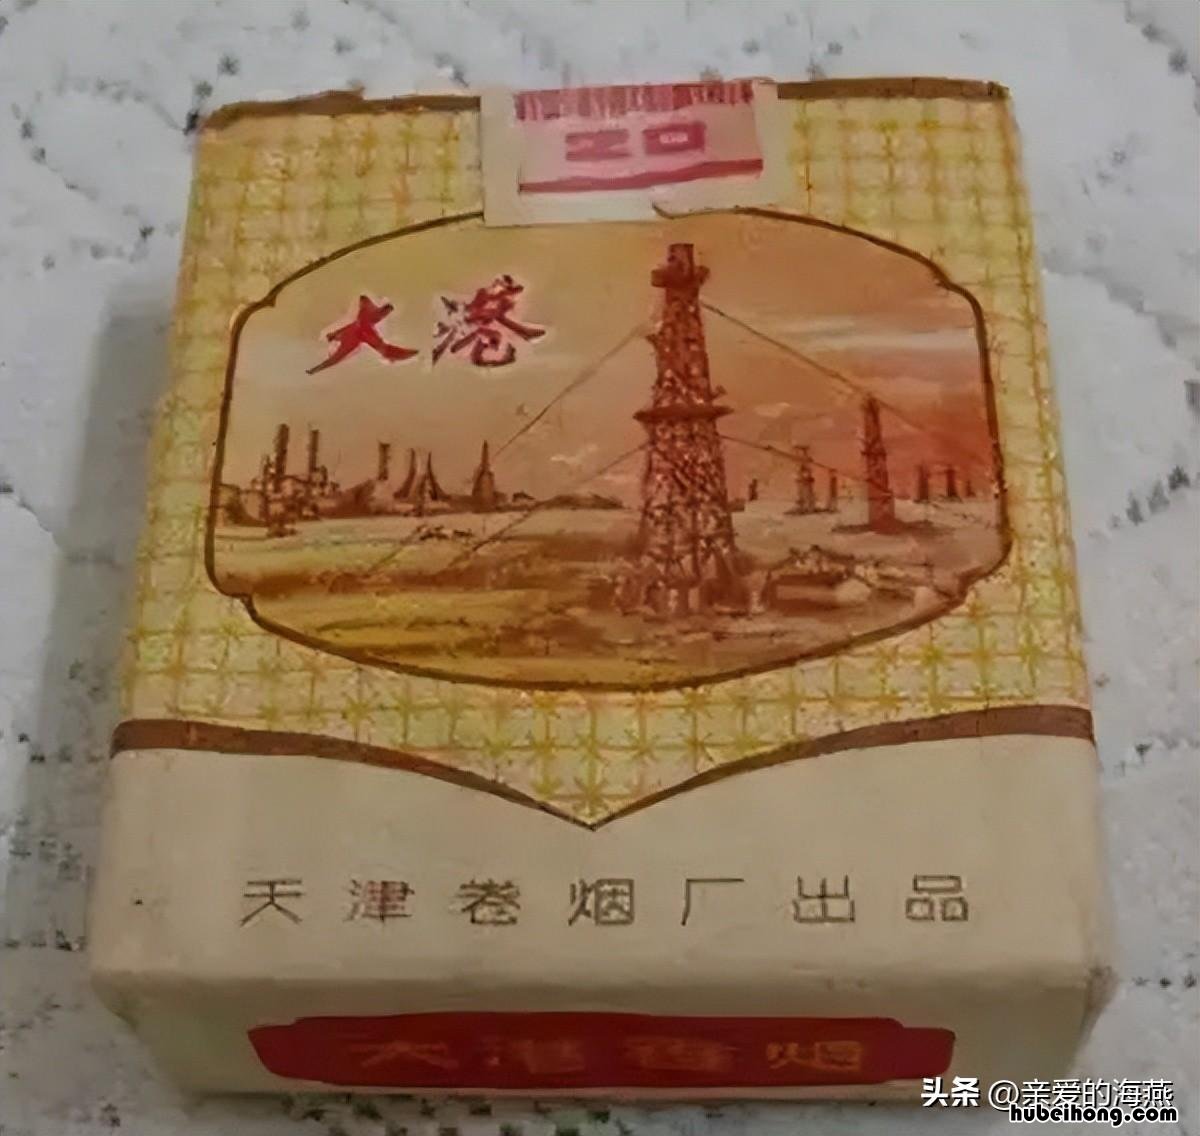 大港
天津卷烟厂出品
大港香烟
头条 @亲爱的海燕
hubeihong.com